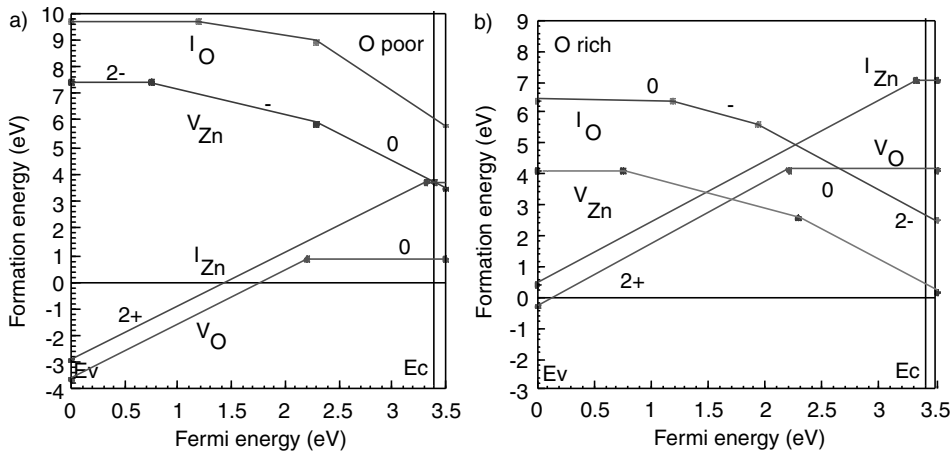 a)
O poor
10
9
8
7
6
5
4
3
2
1
0
-1
-2
-3
4
I O
2-
-
V Zn
0
I Zn
0
2+
V O
Ev
Ec
0
0.5
1
1.5
2
2.5
3
3.5
Fermi energy (eV)
Formation energy (eV)
b)
O rich
9
8
7
6
5
4
3
2
1
0
-1
-2
-3
I Zn
0
-
I O
V O
V Zn
0
2-
2+
Ev
Ec
0
0.5
1
1.5
2
2.5
3
3.5
Fermi energy (eV)
Formation energy (eV)